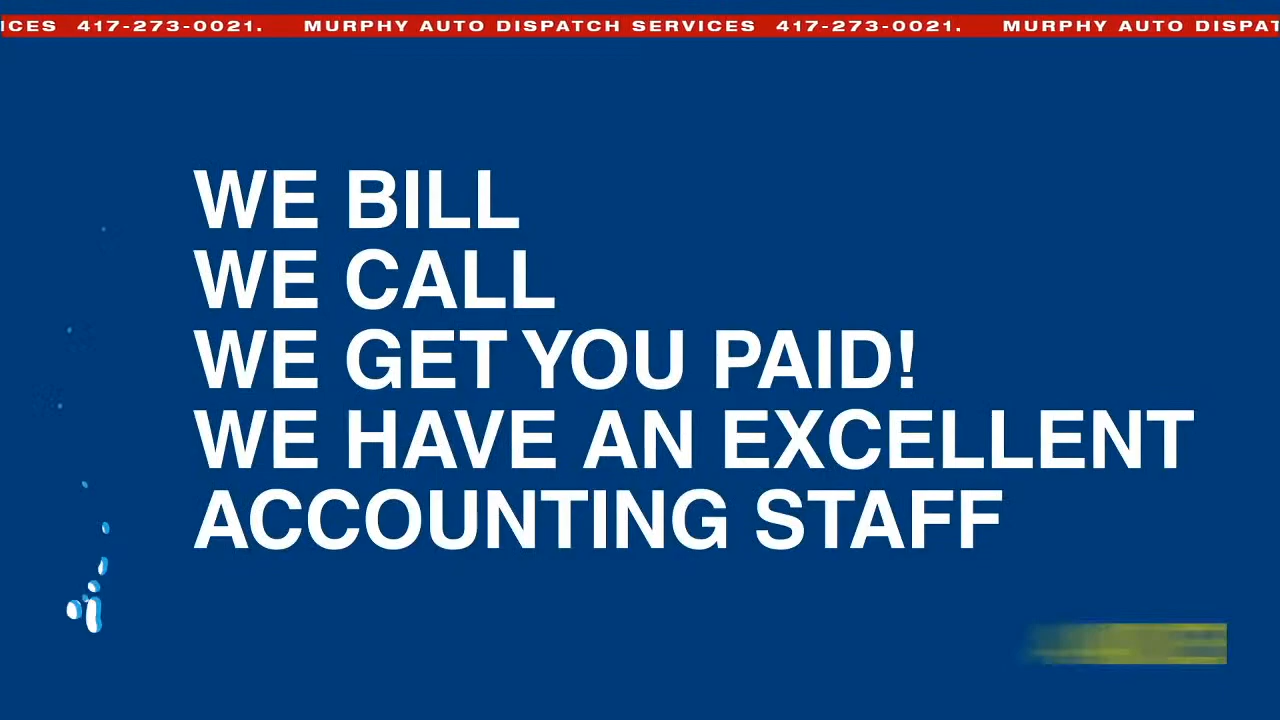 ICES 417-273-0021. MURPHY AUTO DISPATCH SERVICES 417-273-0021. MURPHY AUTO DISPAT
WE BILL
WE CALL
WE GET YOU PAID!
WE HAVE AN EXCELLENT
ACCOUNTING STAFF